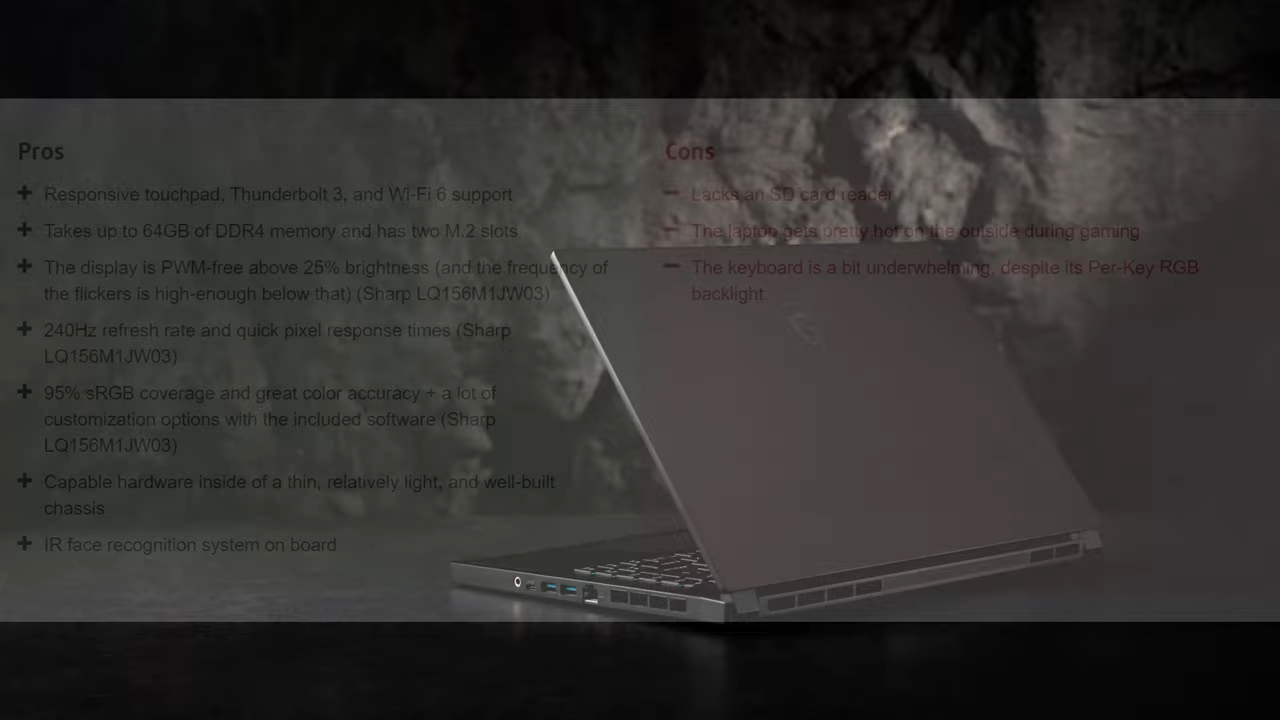 Pros
+ Responsive touchpad, Thunderbolt 3, and Wi-Fi 6 support
+ Takes up to 64GB of DDR4 memory and has two M.2 slots
+ The display is PWM-free above 25% brightness (and the frequency of
the flickers is high-enough below that) (Sharp LQ156M1JW03)
+ 240Hz refresh rate and quick pixel response times (Sharp
LQ156M1JW03)
+ 95% sRGB coverage and great color accuracy + a lot of
customization options with the included software (Sharp
LQ156M1JW03)
+ Capable hardware inside of a thin, relatively light, and well-built
chassis
+ IR face recognition system on board
Cons
− Lacks an SD card reader
− The laptop gets pretty hot on the outside during gaming
− The keyboard is a bit underwhelming, despite its Per-Key RGB
backlight